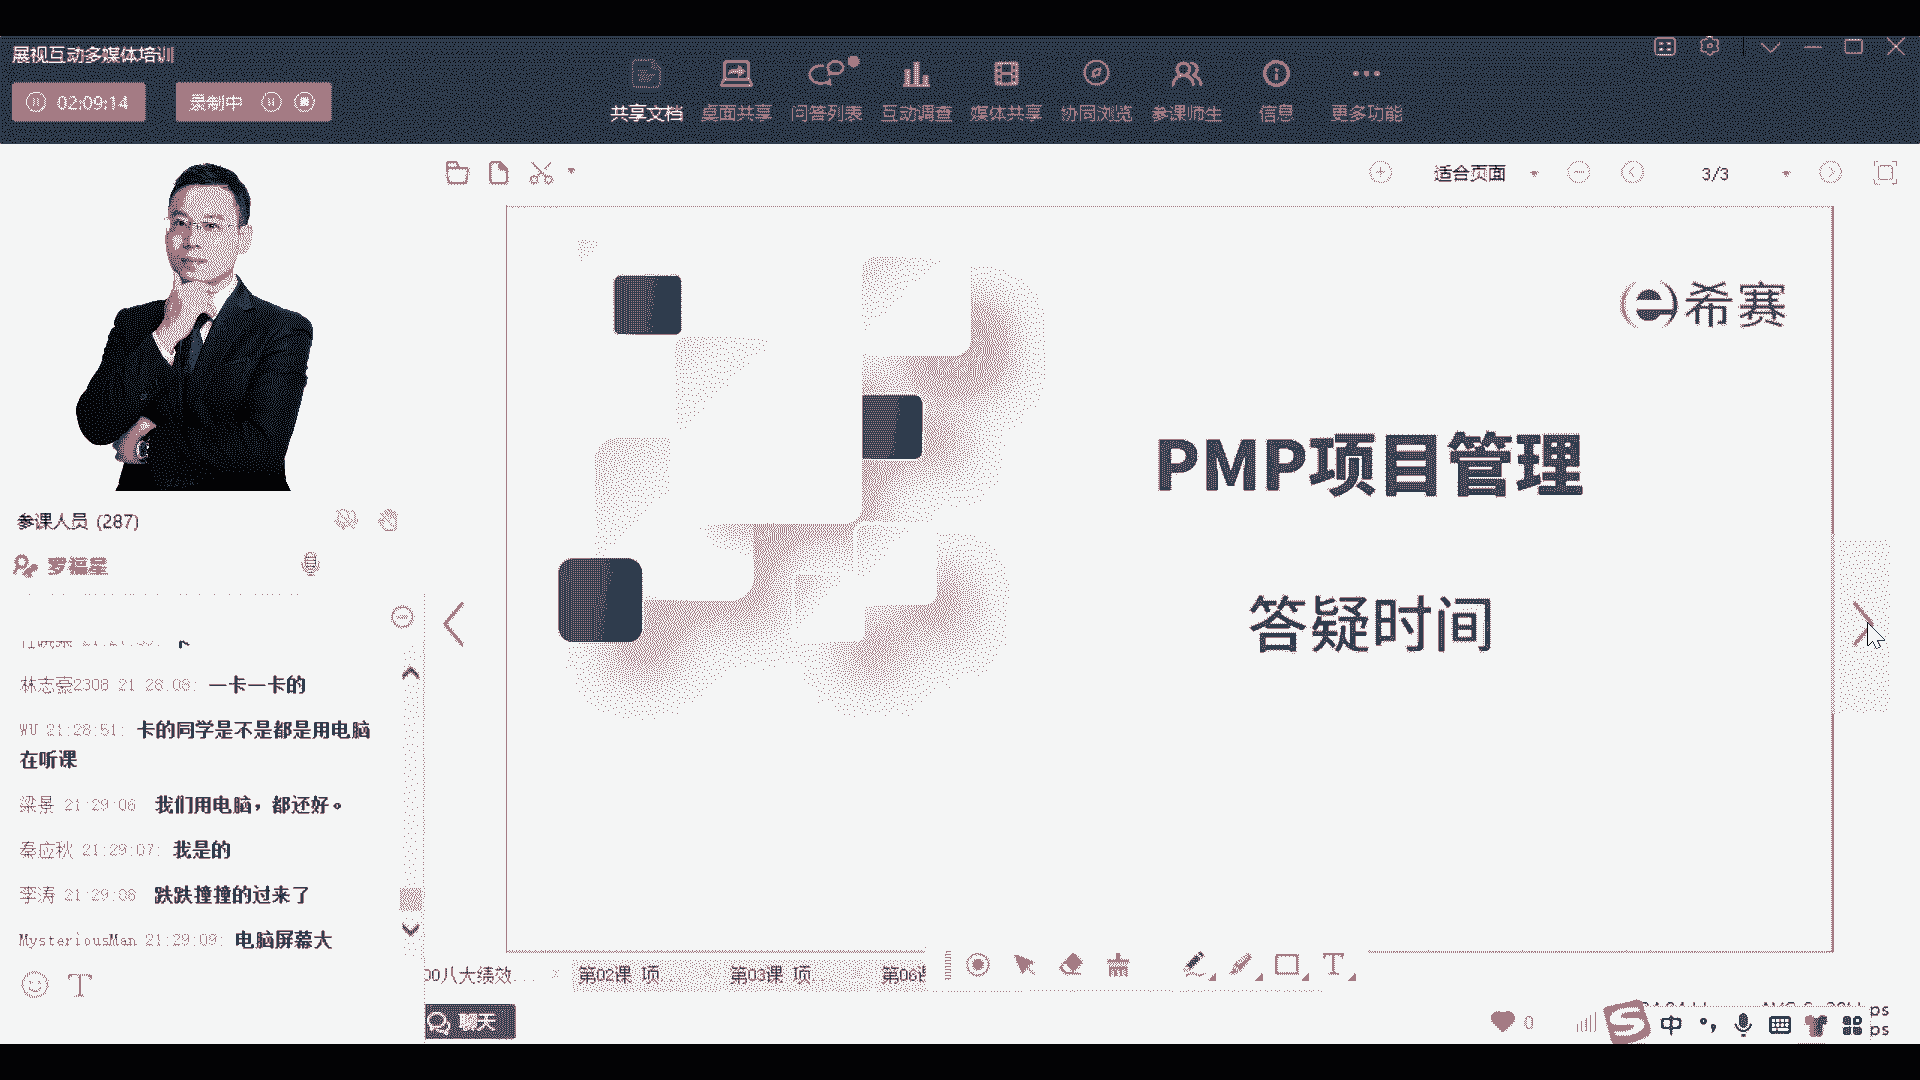 展视互动多媒体培训
02:09:14
录制中
共享文档 桌面共享 问答列表 互动调查 媒体共享 协同浏览 参课师生 信息 更多功能
适合页面
3/3
希赛
PMP项目管理
答疑时间
参课人员 (287)
罗福星
林志豪2308 21:28:08: 一卡一卡的
WU 21:28:51: 卡的同学是不是都是用电脑
在听课
梁景 21:29:06 我们用电脑，都还好。
秦应秋 21:29:07: 我是的
李涛 21:29:08 跌跌撞撞的过来了
MysteriousMan 21:29:09: 电脑屏幕大
00八大绩效... 第02课 项... 第03课 项... 第06
聊天
0
中
ps
ps